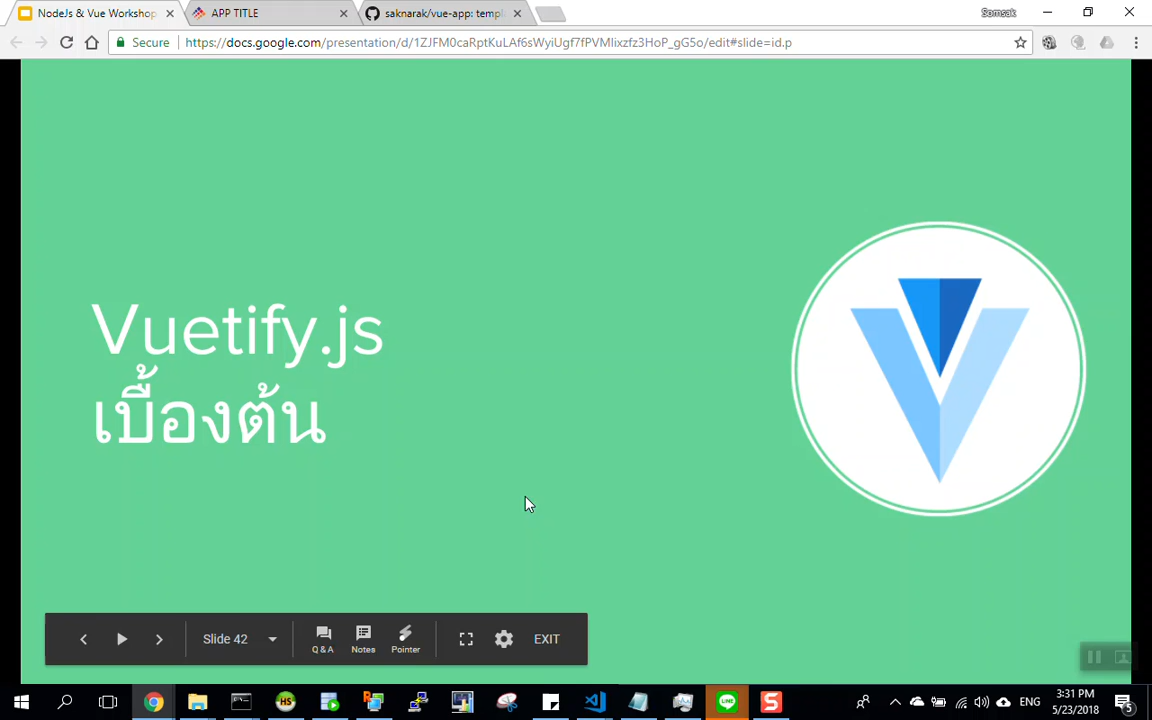 NodeJs & Vue Workshop
APP TITLE
saknarak/vue-app: templ
Somsak
Secure
https://docs.google.com/presentation/d/1ZJFM0caRptKuLAf6sWyiUgf7fPVMlixzfz3HoP_gG5o/edit#slide=id.p
Vuetify.js
เบื้องต้น
Slide 42
Q & A
Notes
Pointer
EXIT
HS
ENG
3:31 PM
5/23/2018
5